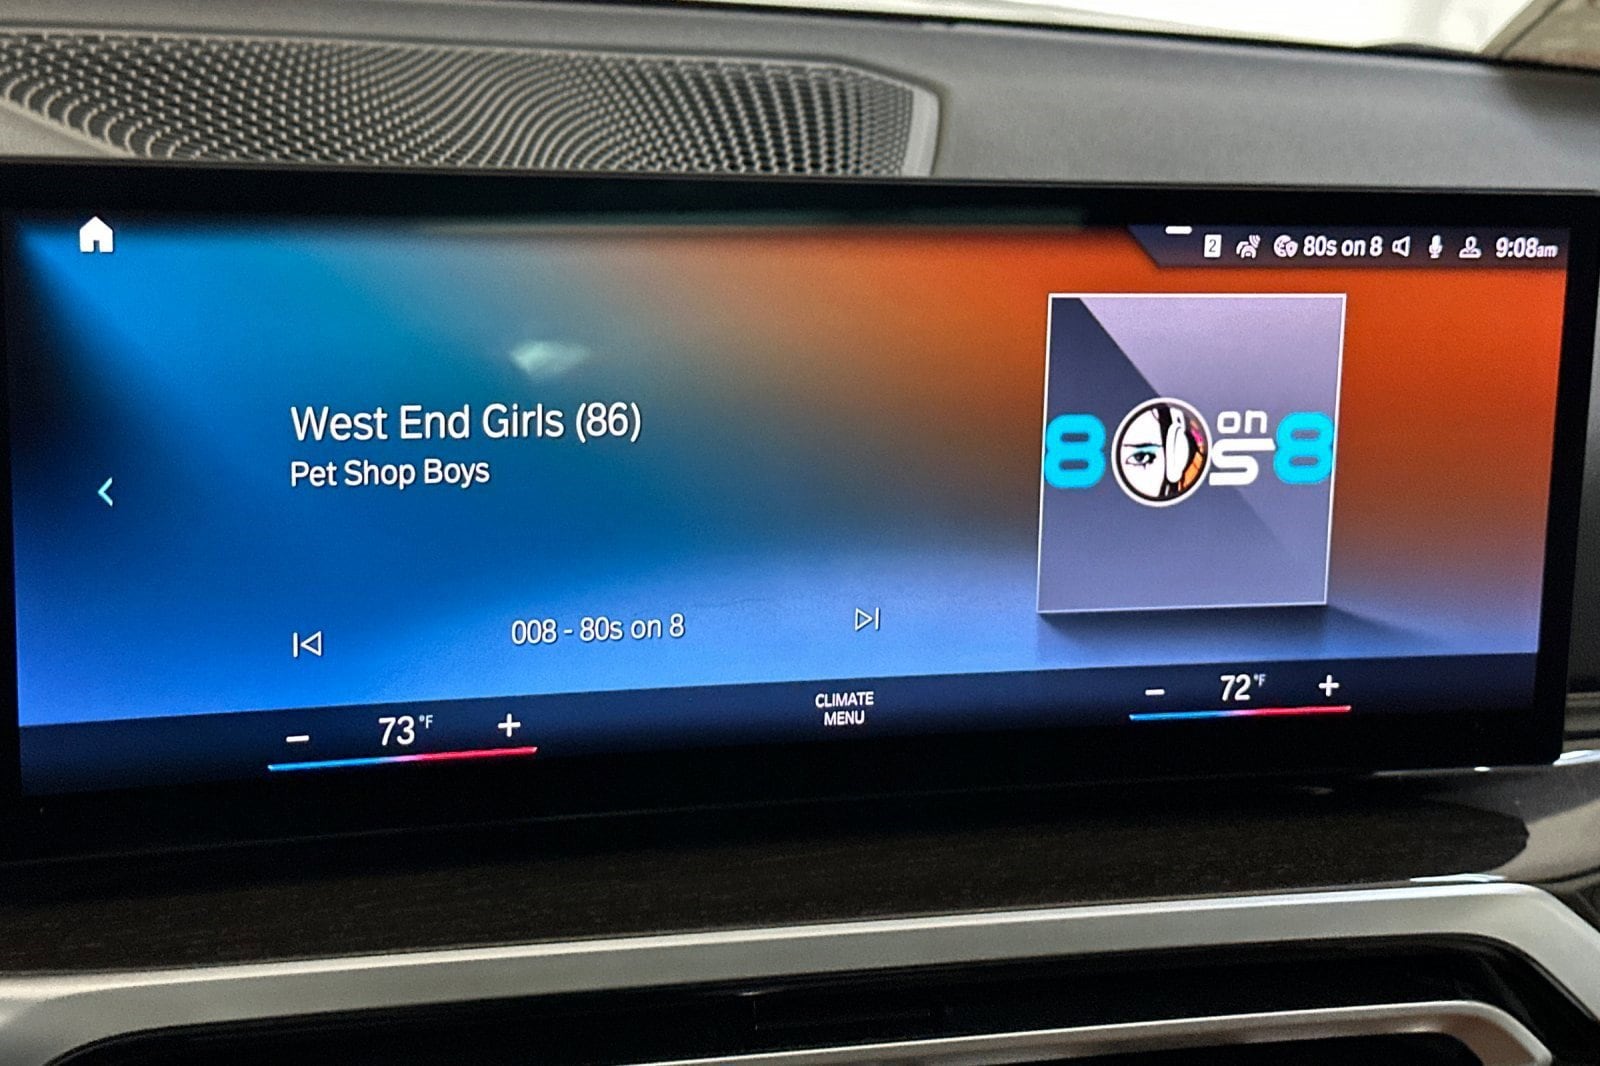 2 80s on 8 9:08am
West End Girls (86)
Pet Shop Boys
80s on 8
008 - 80s on 8
73°F
CLIMATE
MENU
72°F